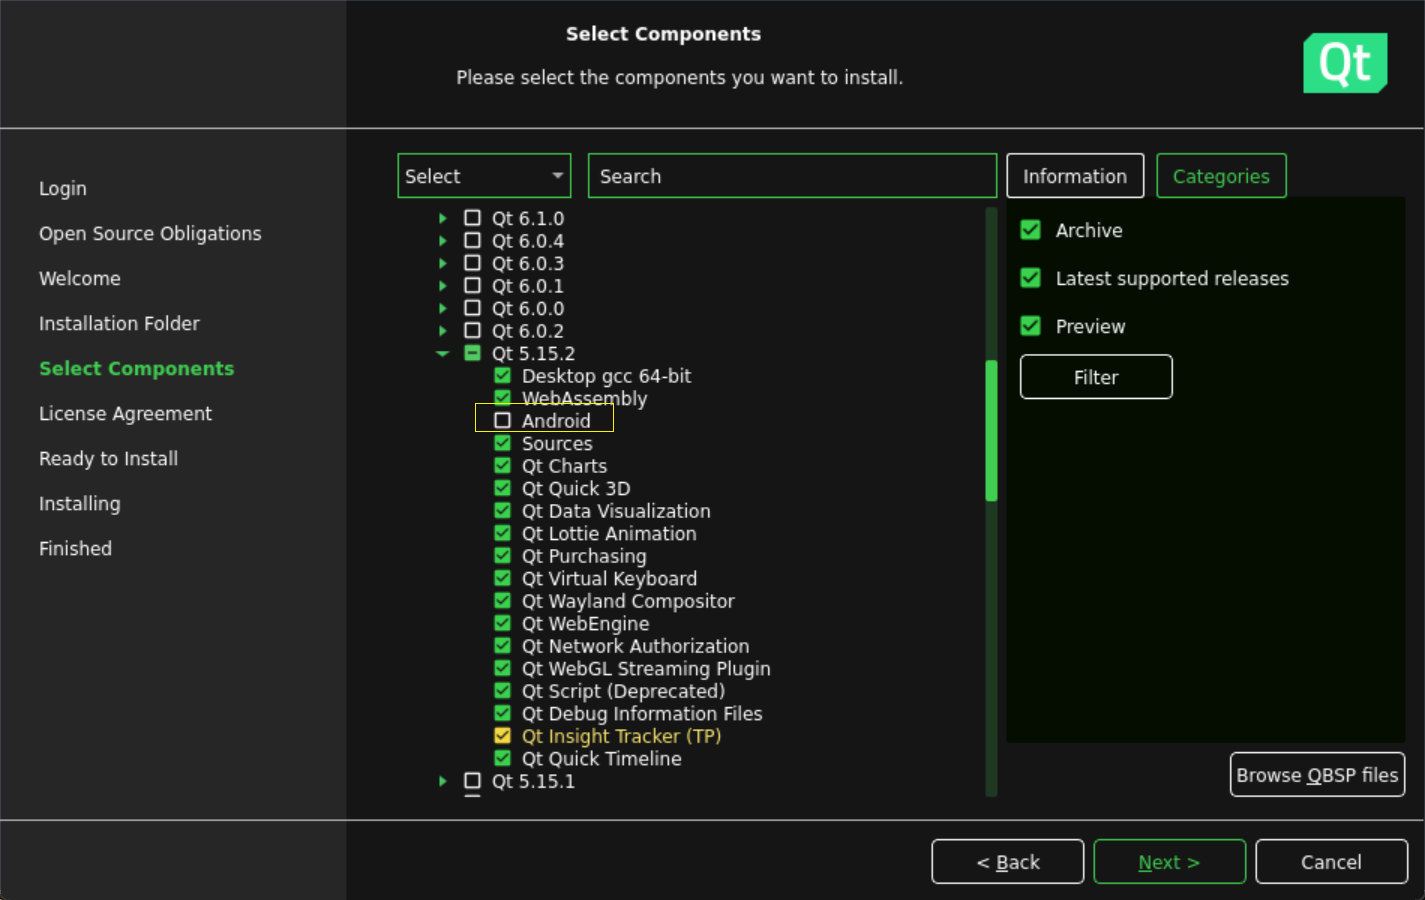 Select Components
Please select the components you want to install.
Qt
Login
Open Source Obligations
Welcome
Installation Folder
Select Components
License Agreement
Ready to Install
Installing
Finished
Select
Search
Qt 6.1.0
Qt 6.0.4
Qt 6.0.3
Qt 6.0.1
Qt 6.0.0
Qt 6.0.2
Qt 5.15.2
Desktop gcc 64-bit
WebAssembly
Android
Sources
Qt Charts
Qt Quick 3D
Qt Data Visualization
Qt Lottie Animation
Qt Purchasing
Qt Virtual Keyboard
Qt Wayland Compositor
Qt WebEngine
Qt Network Authorization
Qt WebGL Streaming Plugin
Qt Script (Deprecated)
Qt Debug Information Files
Qt Insight Tracker (TP)
Qt Quick Timeline
Qt 5.15.1
Information
Categories
Archive
Latest supported releases
Preview
Filter
Browse QBSP files
< Back
Next >
Cancel